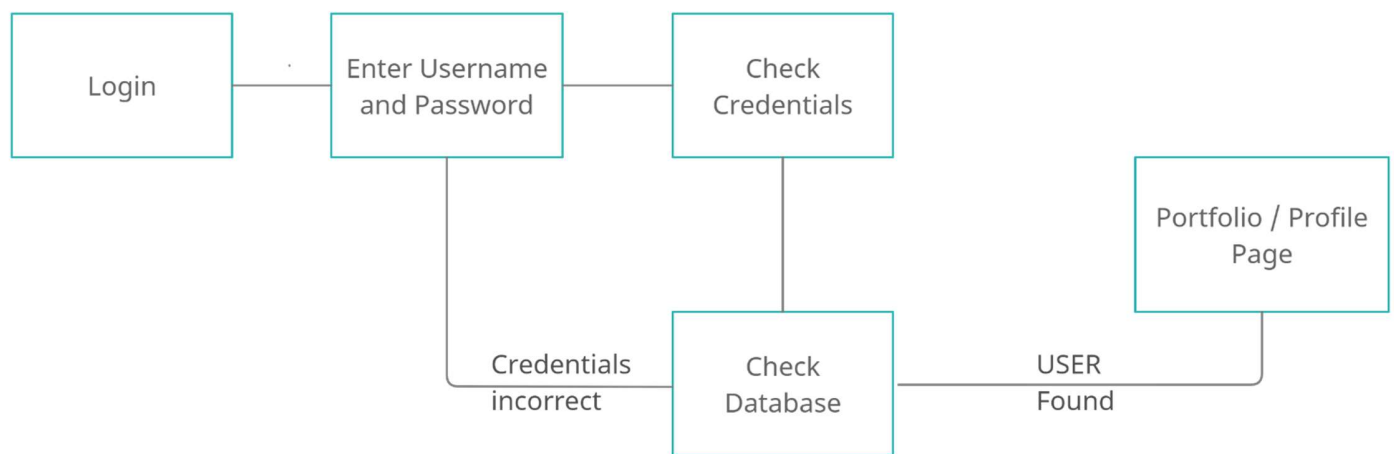 Login
Enter Username
and Password
Check
Credentials
Portfolio / Profile
Page
Credentials
incorrect
Check
Database
USER
Found